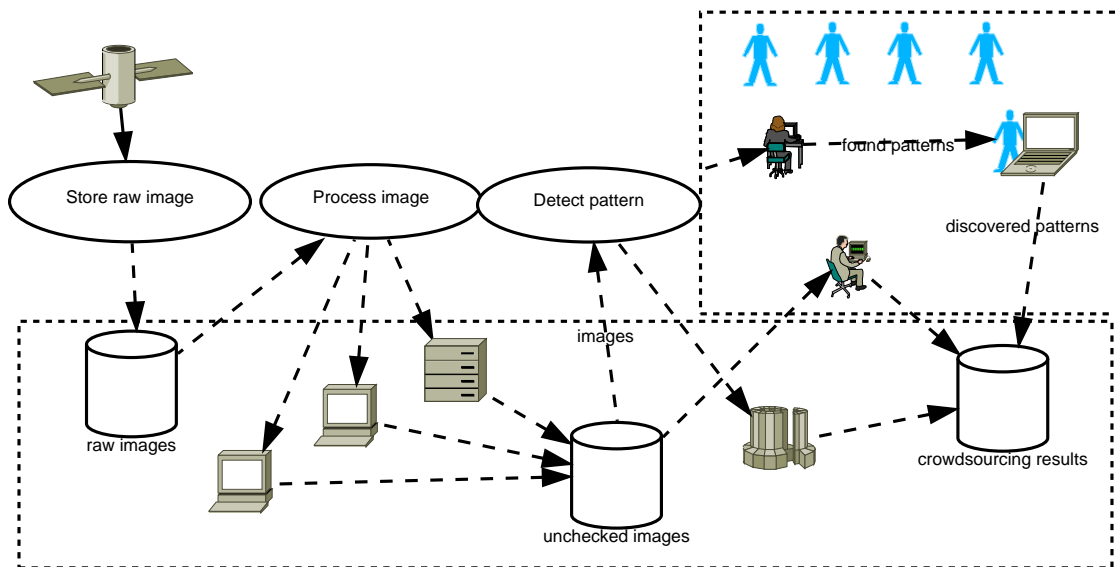 Store raw image
Process image
Detect pattern
found patterns
discovered patterns
images
raw images
crowdsourcing results
unchecked images